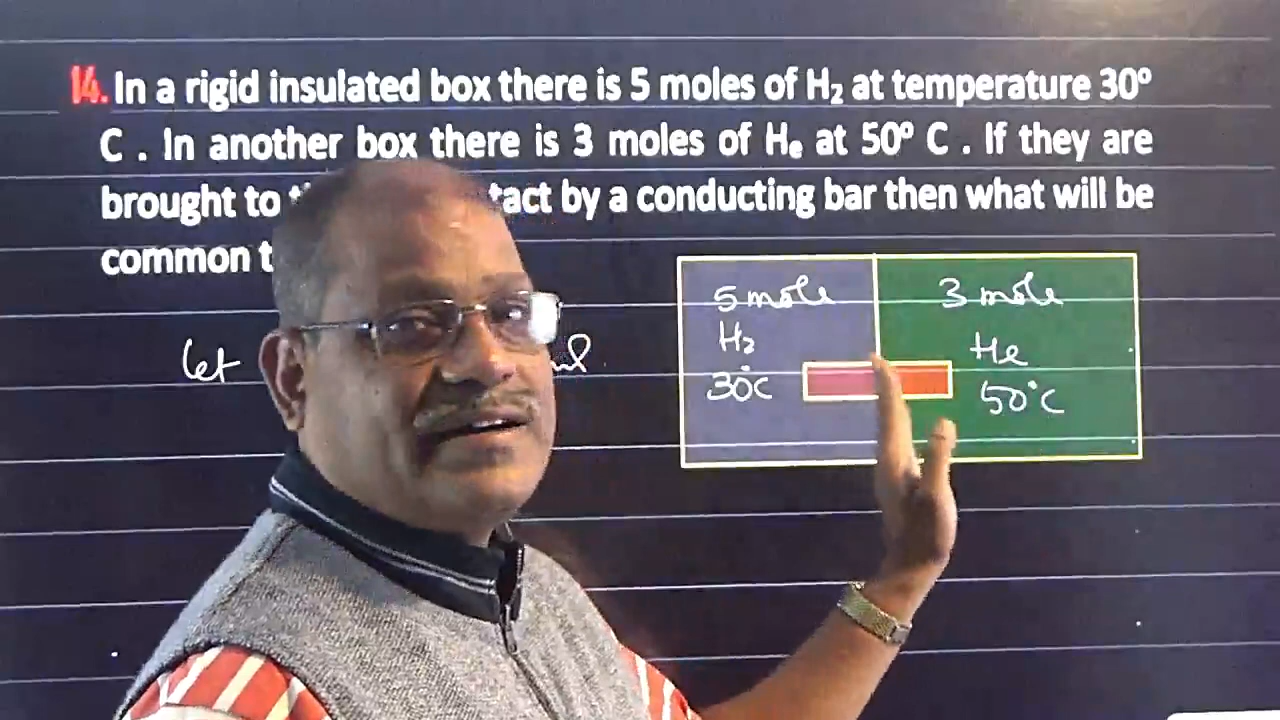 14. In a rigid insulated box there is 5 moles of H₂ at temperature 30º
C . In another box there is 3 moles of Hₑ at 50º C . If they are
brought to tact by a conducting bar then what will be
common t
let
5 mole
H₂
30°C
3 mole
He
50°C